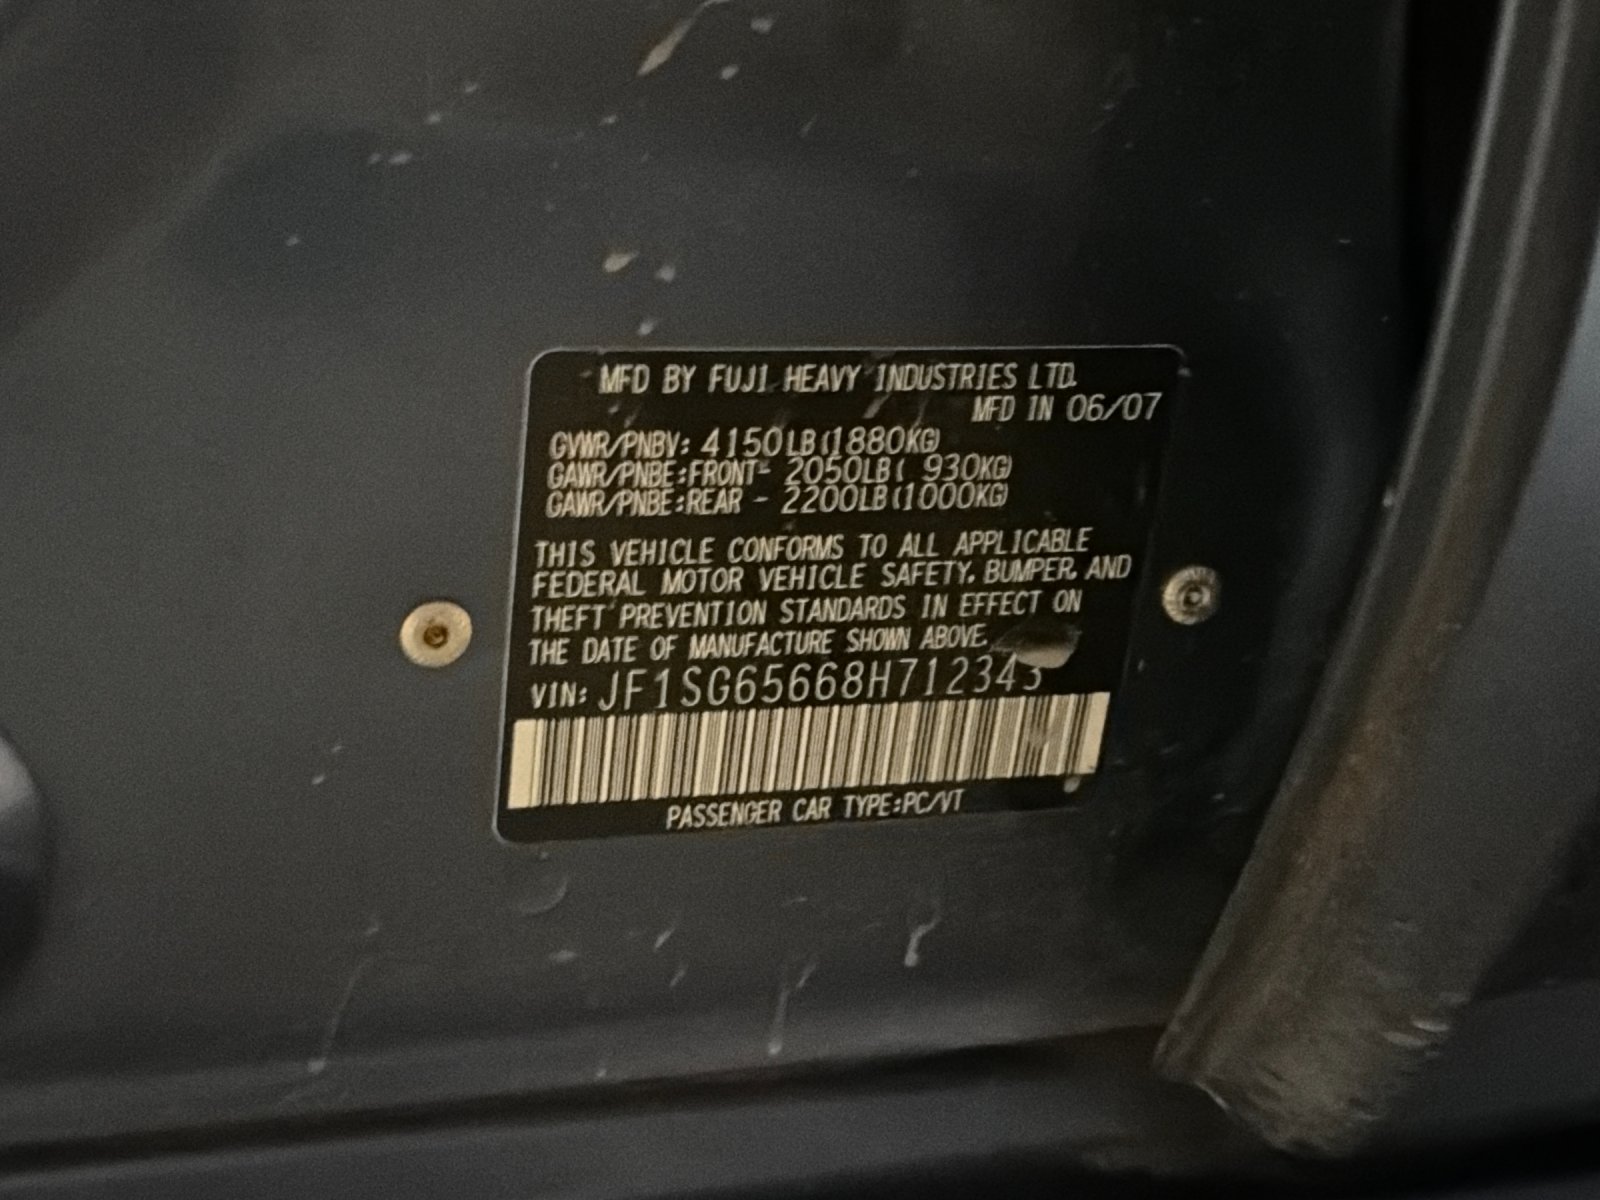 MFD BY FUJI HEAVY INDUSTRIES LTD.
MFD IN 06/07
GVWR/PNBV: 4150LB(1880KG)
GAWR/PNBE:FRONT- 2050LB( 930KG)
GAWR/PNBE:REAR - 2200LB(1000KG)
THIS VEHICLE CONFORMS TO ALL APPLICABLE
FEDERAL MOTOR VEHICLE SAFETY, BUMPER, AND
THEFT PREVENTION STANDARDS IN EFFECT ON
THE DATE OF MANUFACTURE SHOWN ABOVE.
VIN: JF1SG65668H712343
PASSENGER CAR TYPE:PC/VT